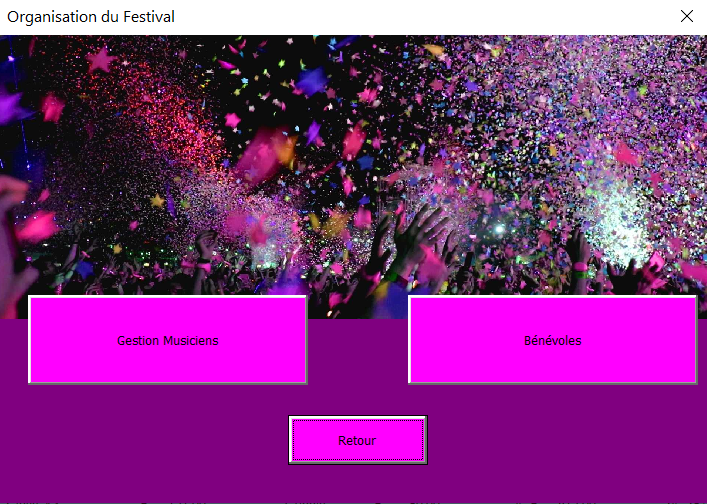 Organisation du Festival
Gestion Musiciens
Bénévoles
Retour